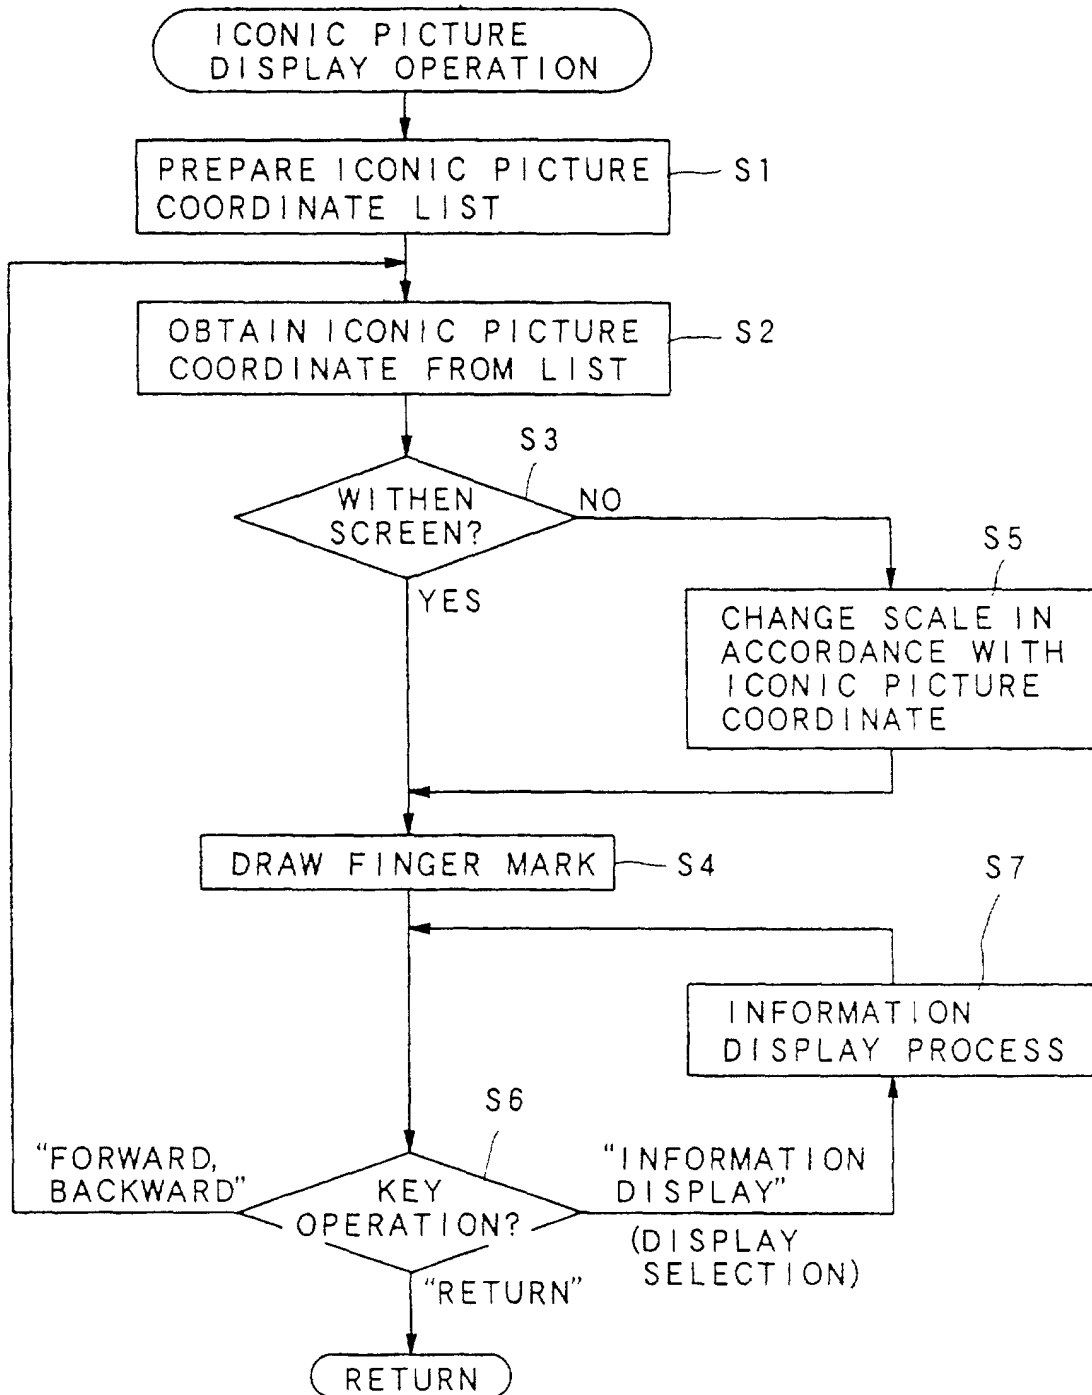 ICONIC PICTURE
DISPLAY OPERATION
PREPARE ICONIC PICTURE
COORDINATE LIST
S1
OBTAIN ICONIC PICTURE
COORDINATE FROM LIST
S2
S3
WITHEN
SCREEN?
NO
YES
S5
CHANGE SCALE IN
ACCORDANCE WITH
ICONIC PICTURE
COORDINATE
DRAW FINGER MARK
S4
S7
INFORMATION
DISPLAY PROCESS
S6
"FORWARD,
BACKWARD"
KEY
OPERATION?
"INFORMATION
DISPLAY"
(DISPLAY
SELECTION)
"RETURN"
RETURN